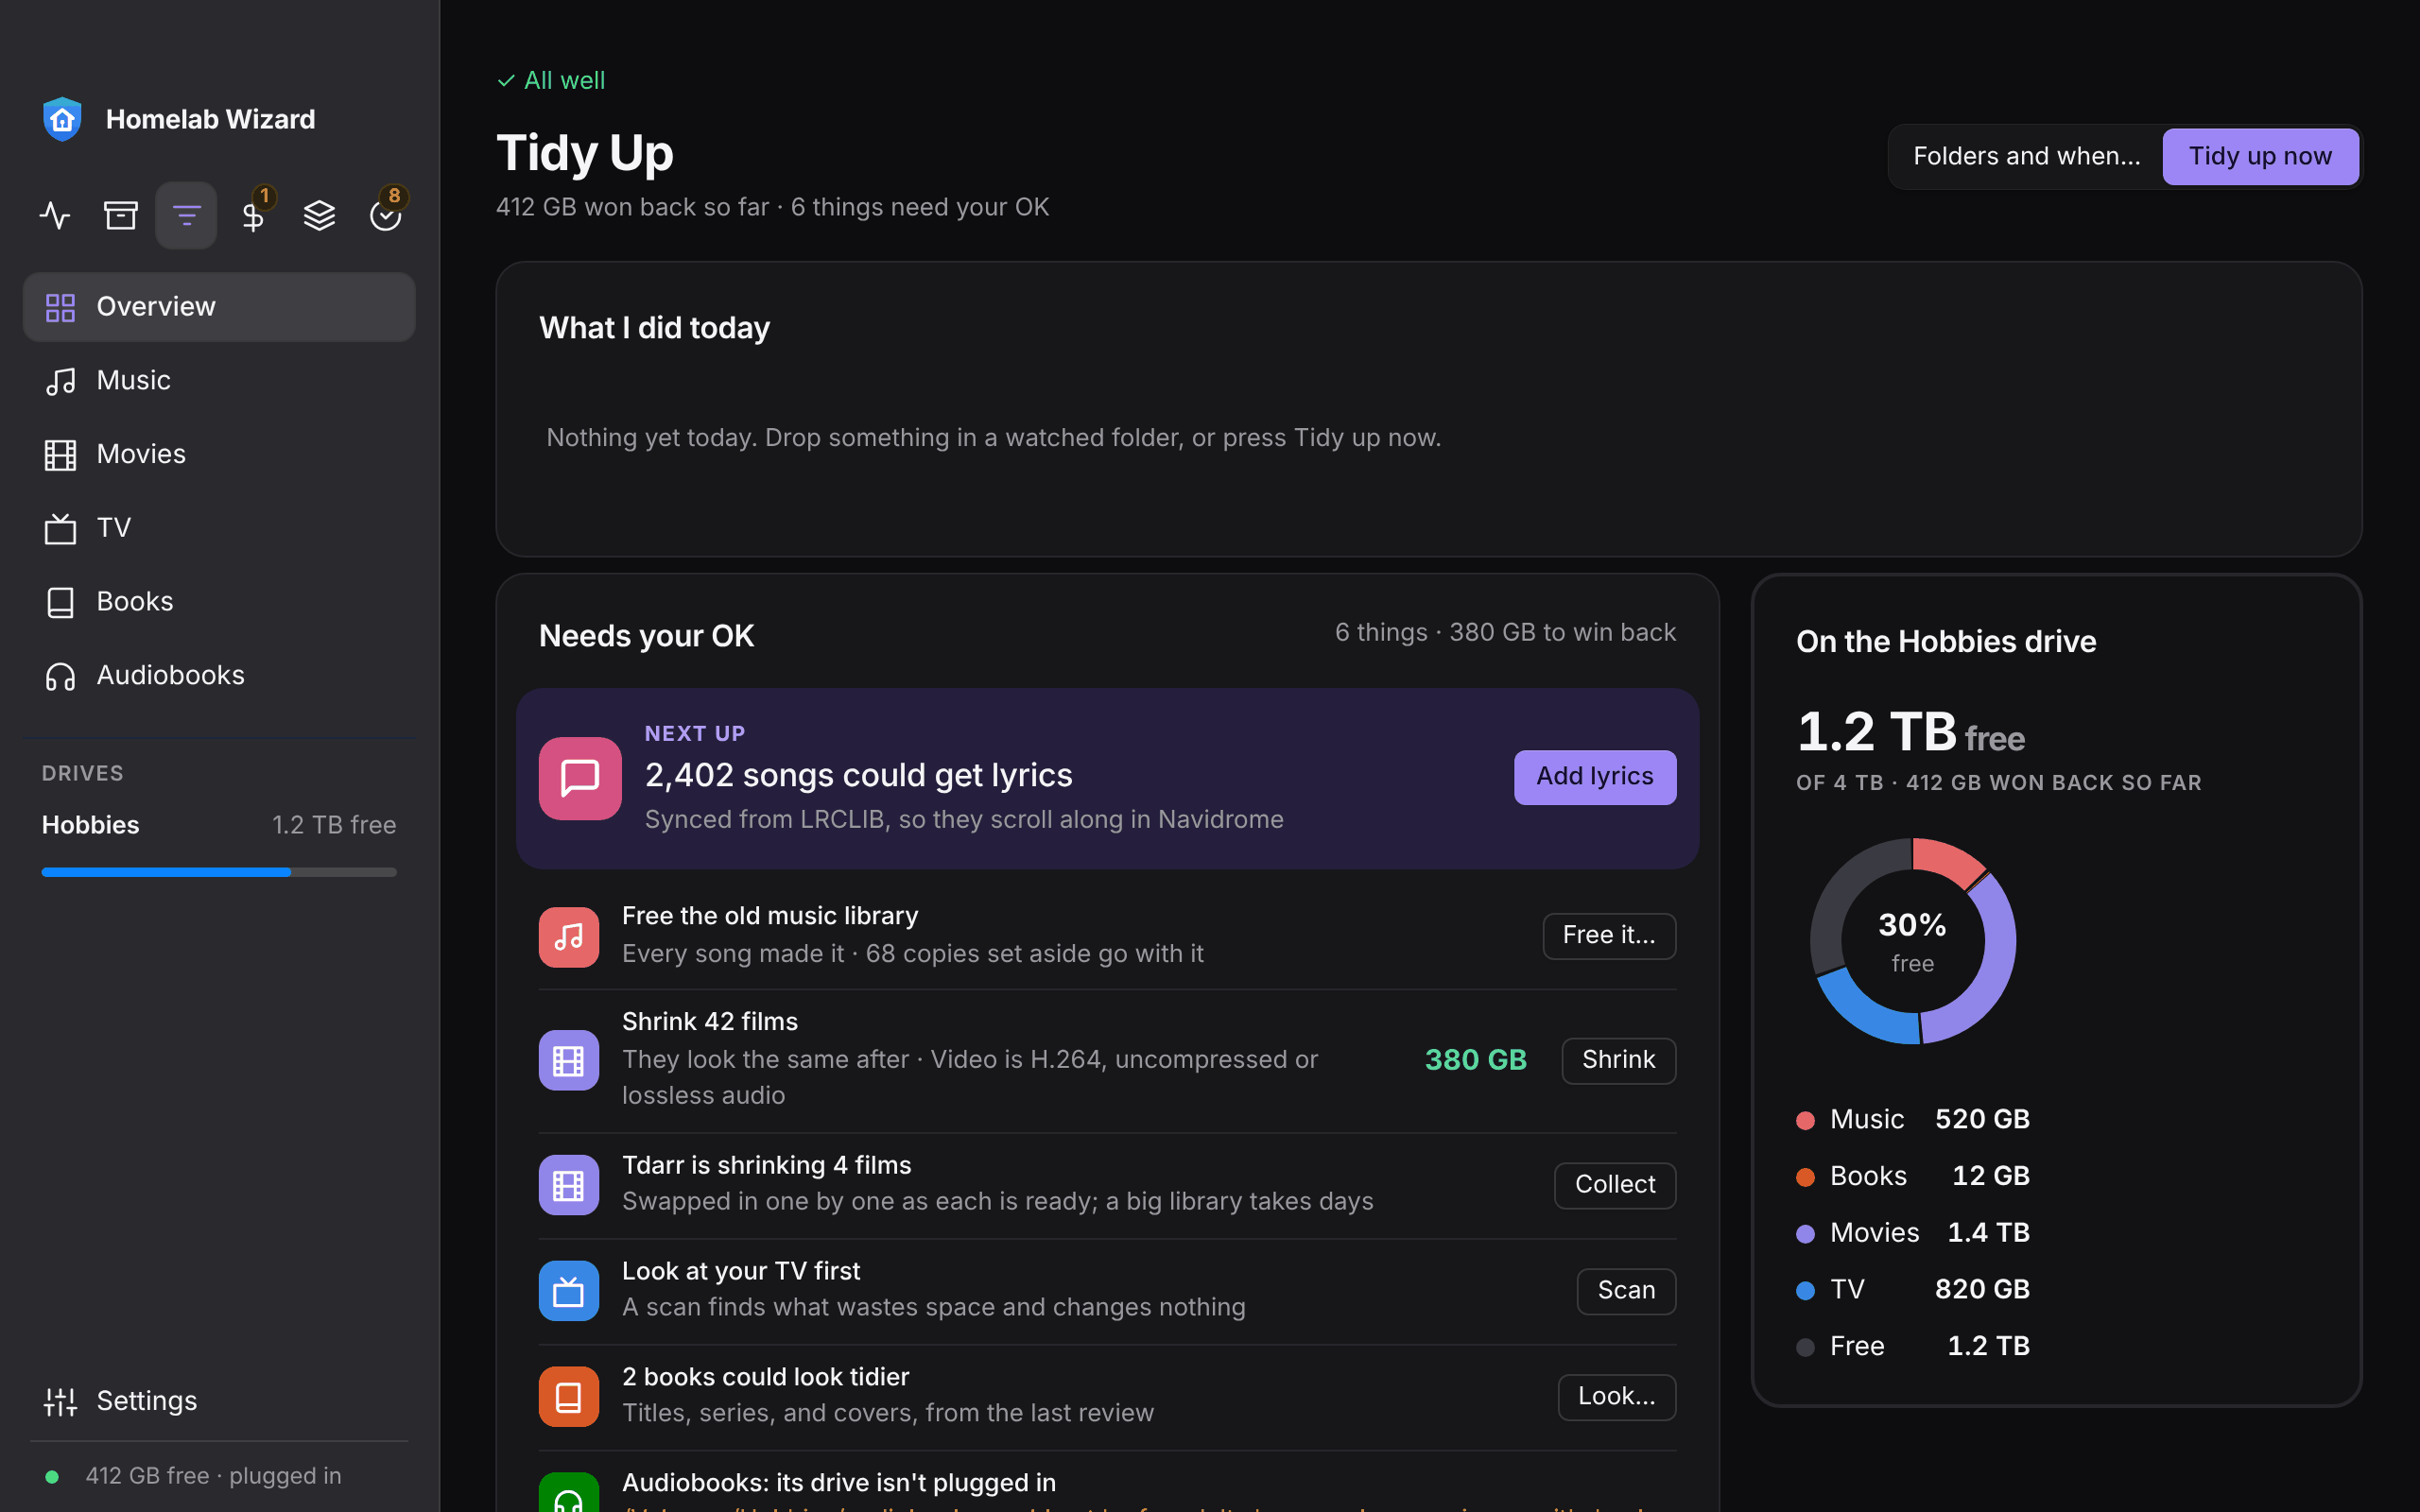 Homelab Wizard
1
8
Overview
Music
Movies
TV
Books
Audiobooks
DRIVES
Hobbies 1.2 TB free
Settings
412 GB free · plugged in
All well
Tidy Up
412 GB won back so far · 6 things need your OK
Folders and when...
Tidy up now
What I did today
Nothing yet today. Drop something in a watched folder, or press Tidy up now.
Needs your OK
6 things · 380 GB to win back
NEXT UP
2,402 songs could get lyrics
Synced from LRCLIB, so they scroll along in Navidrome
Add lyrics
Free the old music library
Every song made it · 68 copies set aside go with it
Free it...
Shrink 42 films
They look the same after · Video is H.264, uncompressed or
lossless audio
380 GB
Shrink
Tdarr is shrinking 4 films
Swapped in one by one as each is ready; a big library takes days
Collect
Look at your TV first
A scan finds what wastes space and changes nothing
Scan
2 books could look tidier
Titles, series, and covers, from the last review
Look...
Audiobooks: its drive isn't plugged in
On the Hobbies drive
1.2 TB free
OF 4 TB · 412 GB WON BACK SO FAR
30%
free
Music 520 GB
Books 12 GB
Movies 1.4 TB
TV 820 GB
Free 1.2 TB